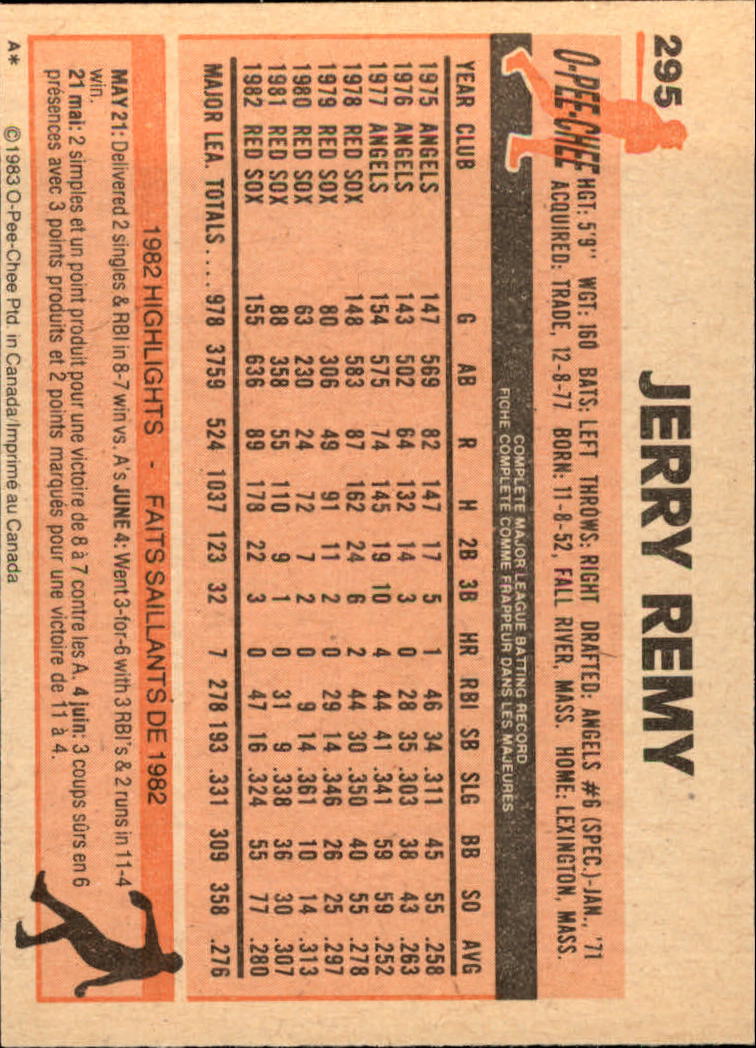 295
JERRY REMY
O-PEE-CHEE
HGT: 5'9" WGT: 160 BATS: LEFT THROWS: RIGHT DRAFTED: ANGELS #6 (SPEC.)-JAN., '71
ACQUIRED: TRADE, 12-8-77 BORN: 11-8-52, FALL RIVER, MASS. HOME: LEXINGTON, MASS.
COMPLETE MAJOR LEAGUE BATTING RECORD
FICHE COMPLETE COMME FRAPPEUR DANS LES MAJEURES
YEAR CLUB G AB R H 2B 3B HR RBI SB SLG BB SO AVG
1975 ANGELS 147 569 82 147 17 5 1 46 34 .311 45 55 .258
1976 ANGELS 143 502 64 132 14 3 0 28 35 .303 38 43 .263
1977 ANGELS 154 575 74 145 19 10 4 44 41 .341 59 59 .252
1978 RED SOX 148 583 87 162 24 6 2 44 30 .350 40 55 .278
1979 RED SOX 80 306 49 91 11 2 0 29 14 .346 26 25 .297
1980 RED SOX 63 230 24 72 7 2 0 9 14 .361 10 14 .313
1981 RED SOX 88 358 55 110 9 1 0 31 9 .338 36 30 .307
1982 RED SOX 155 636 89 178 22 3 0 47 16 .324 55 77 .280
MAJOR LEA. TOTALS.... 978 3759 524 1037 123 32 7 278 193 .331 309 358 .276
1982 HIGHLIGHTS - FAITS SAILLANTS DE 1982
MAY 21: Delivered 2 singles & RBI in 8-7 win vs. A's JUNE 4: Went 3-for-6 with 3 RBI's & 2 runs in 11-4
win.
21 mai: 2 simples et un point produit pour une victoire de 8 à 7 contre les A. 4 juin: 3 coups sûrs en 6
présences avec 3 points produits et 2 points marqués pour une victoire de 11 à 4.
A* ©1983 O-Pee-Chee Ptd. in Canada/Imprimé au Canada